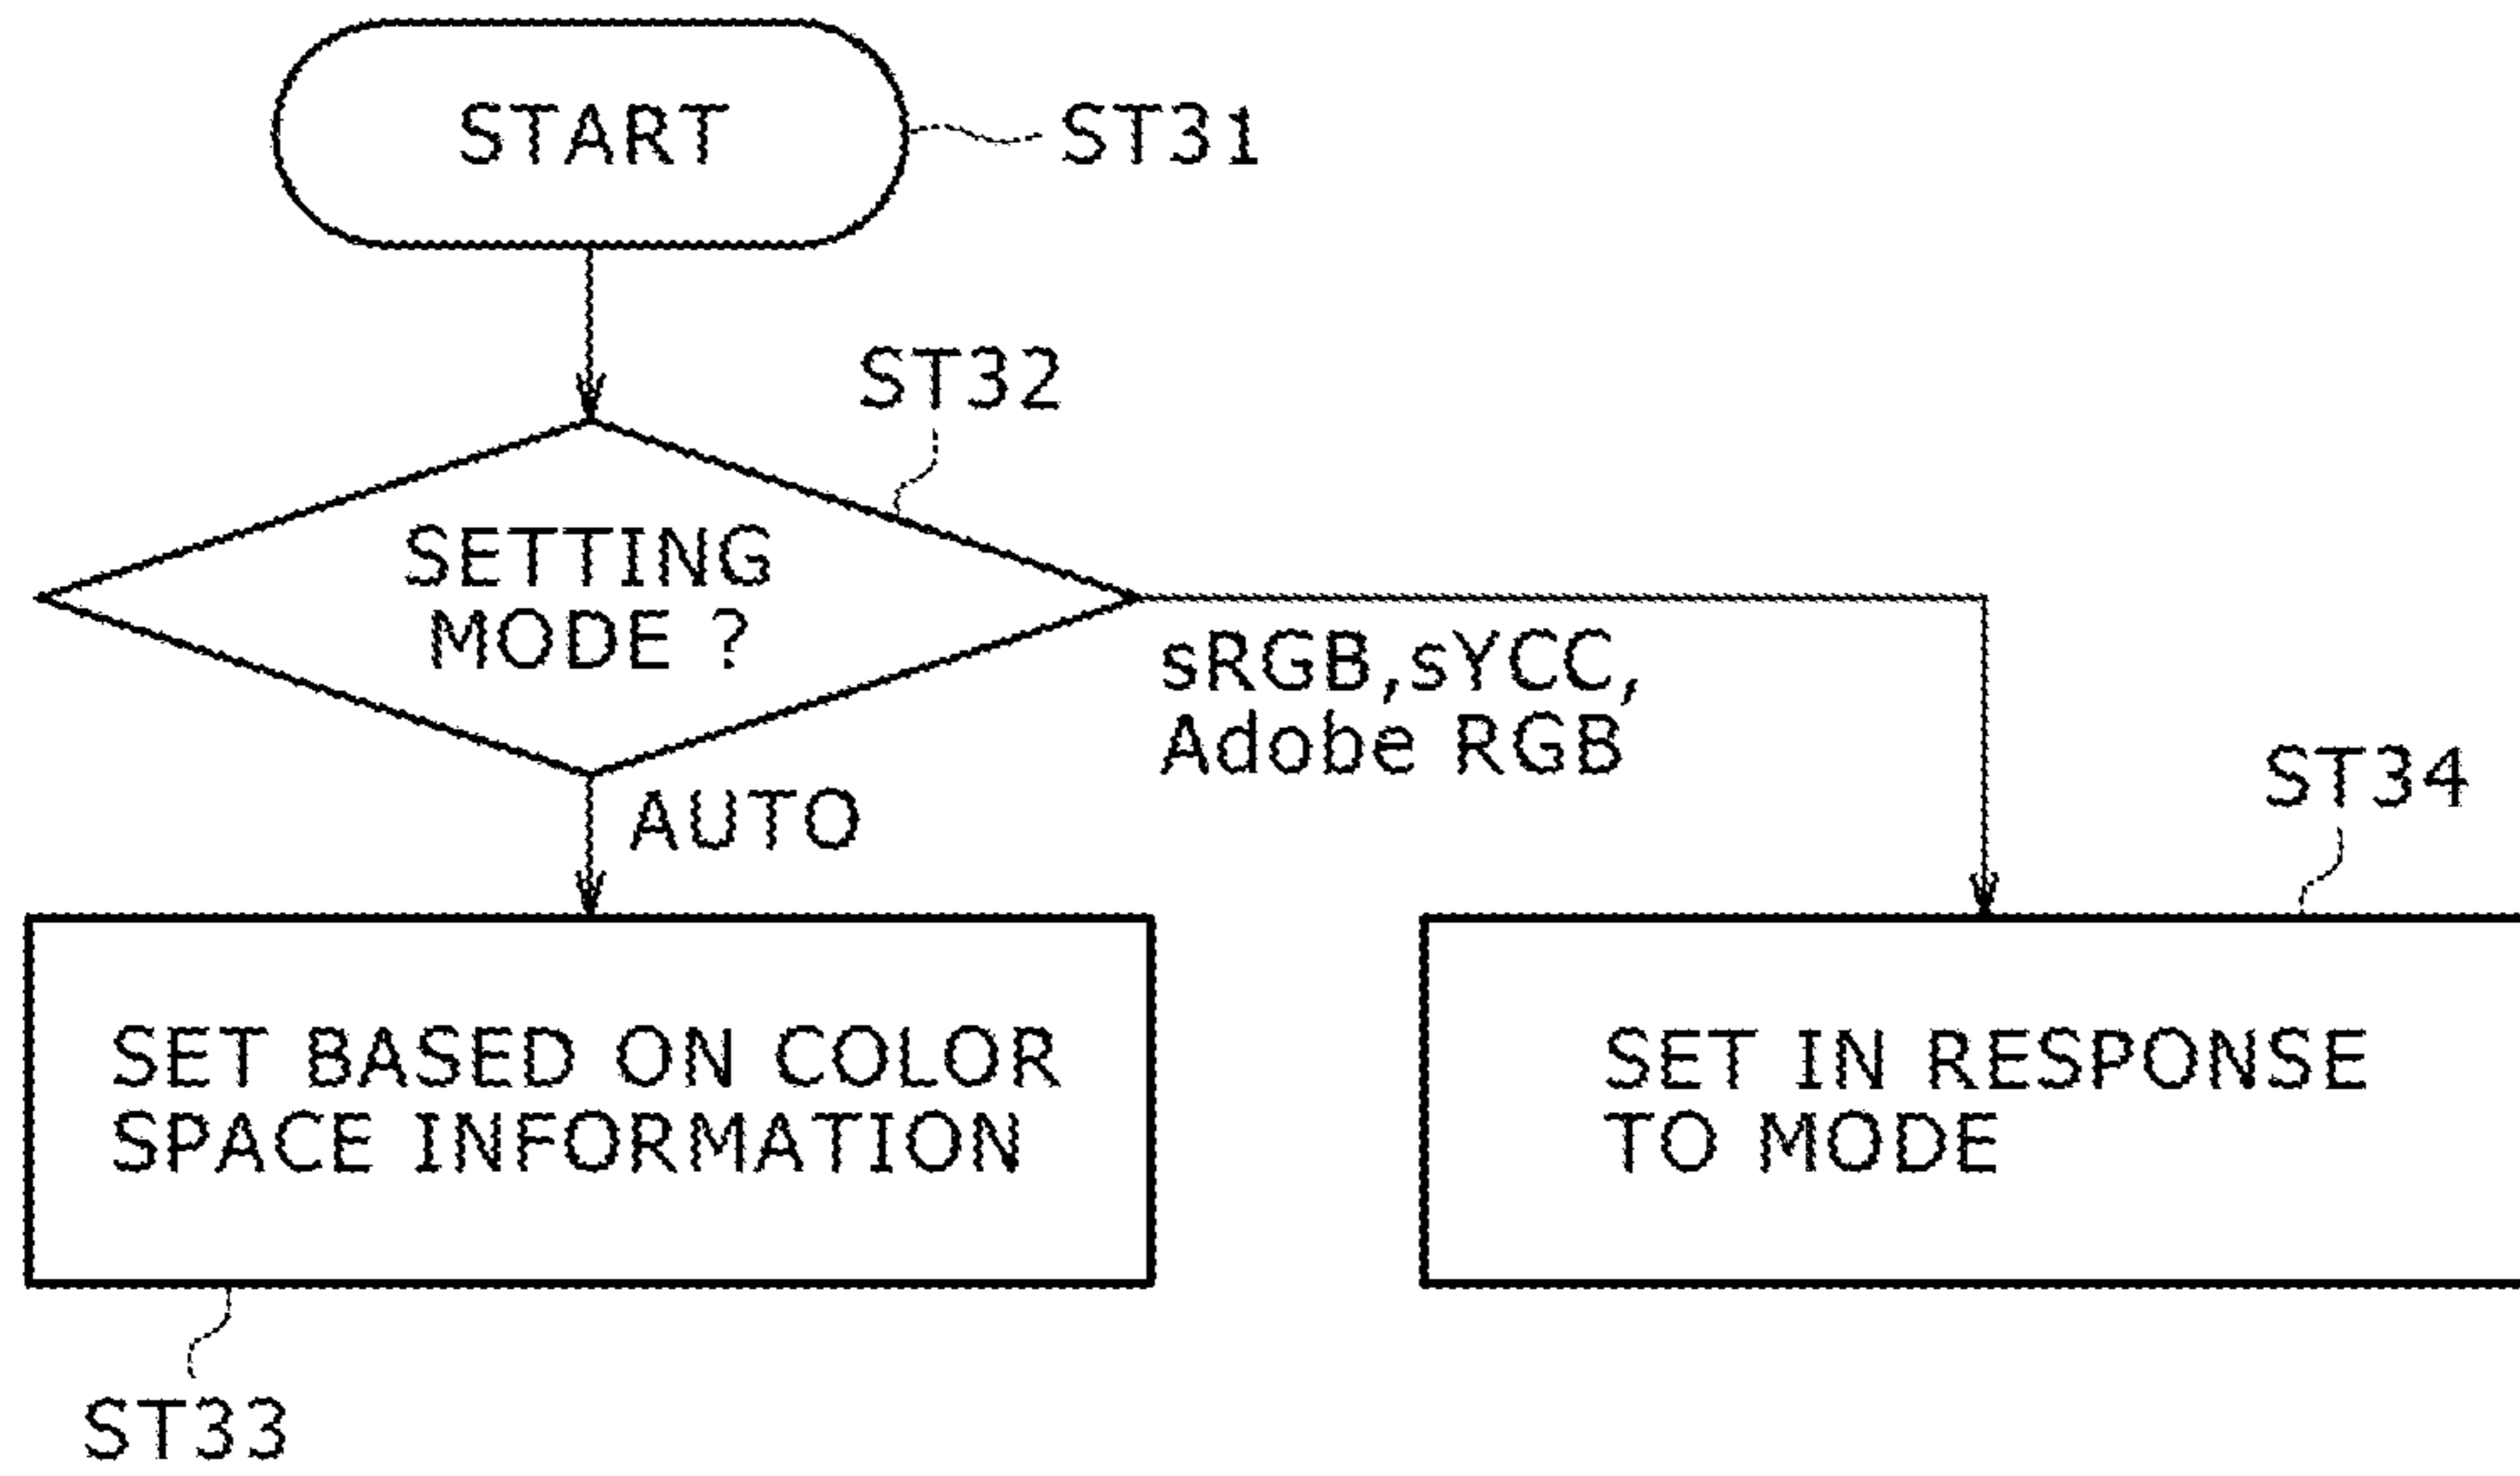 START
ST31
ST32
SETTING
MODE ?
sRGB,sYCC,
Adobe RGB
AUTO
ST34
SET BASED ON COLOR
SPACE INFORMATION
SET IN RESPONSE
TO MODE
ST33